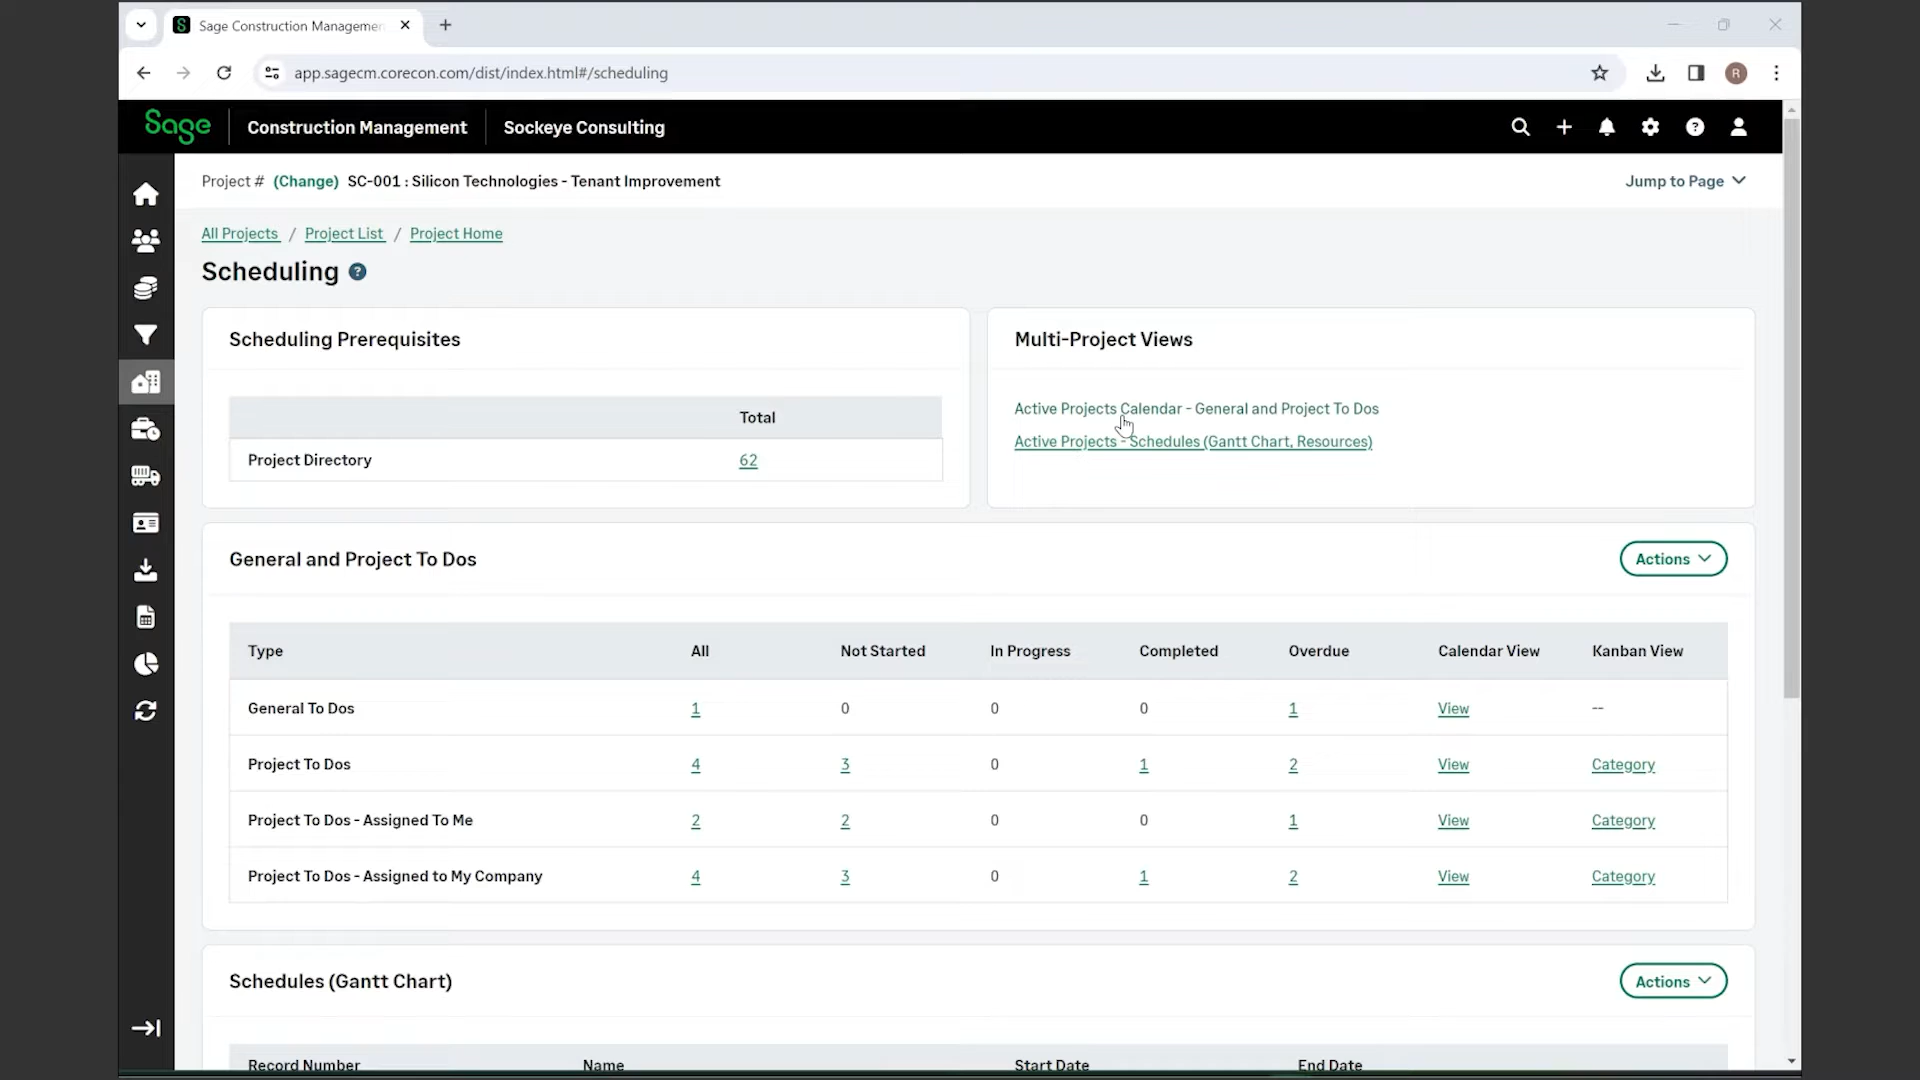 Sage Construction Managemen
app.sagecm.corecon.com/dist/index.html#/scheduling
R
Sage Construction Management Sockeye Consulting
Project # (Change) SC-001 : Silicon Technologies - Tenant Improvement Jump to Page
All Projects / Project List / Project Home
Scheduling ?
Scheduling Prerequisites
Total
Project Directory 62
Multi-Project Views
Active Projects Calendar - General and Project To Dos
Active Projects - Schedules (Gantt Chart, Resources)
General and Project To Dos Actions
Type All Not Started In Progress Completed Overdue Calendar View Kanban View
General To Dos 1 0 0 0 1 View --
Project To Dos 4 3 0 1 2 View Category
Project To Dos - Assigned To Me 2 2 0 0 1 View Category
Project To Dos - Assigned to My Company 4 3 0 1 2 View Category
Schedules (Gantt Chart) Actions
Record Number Name Start Date End Date